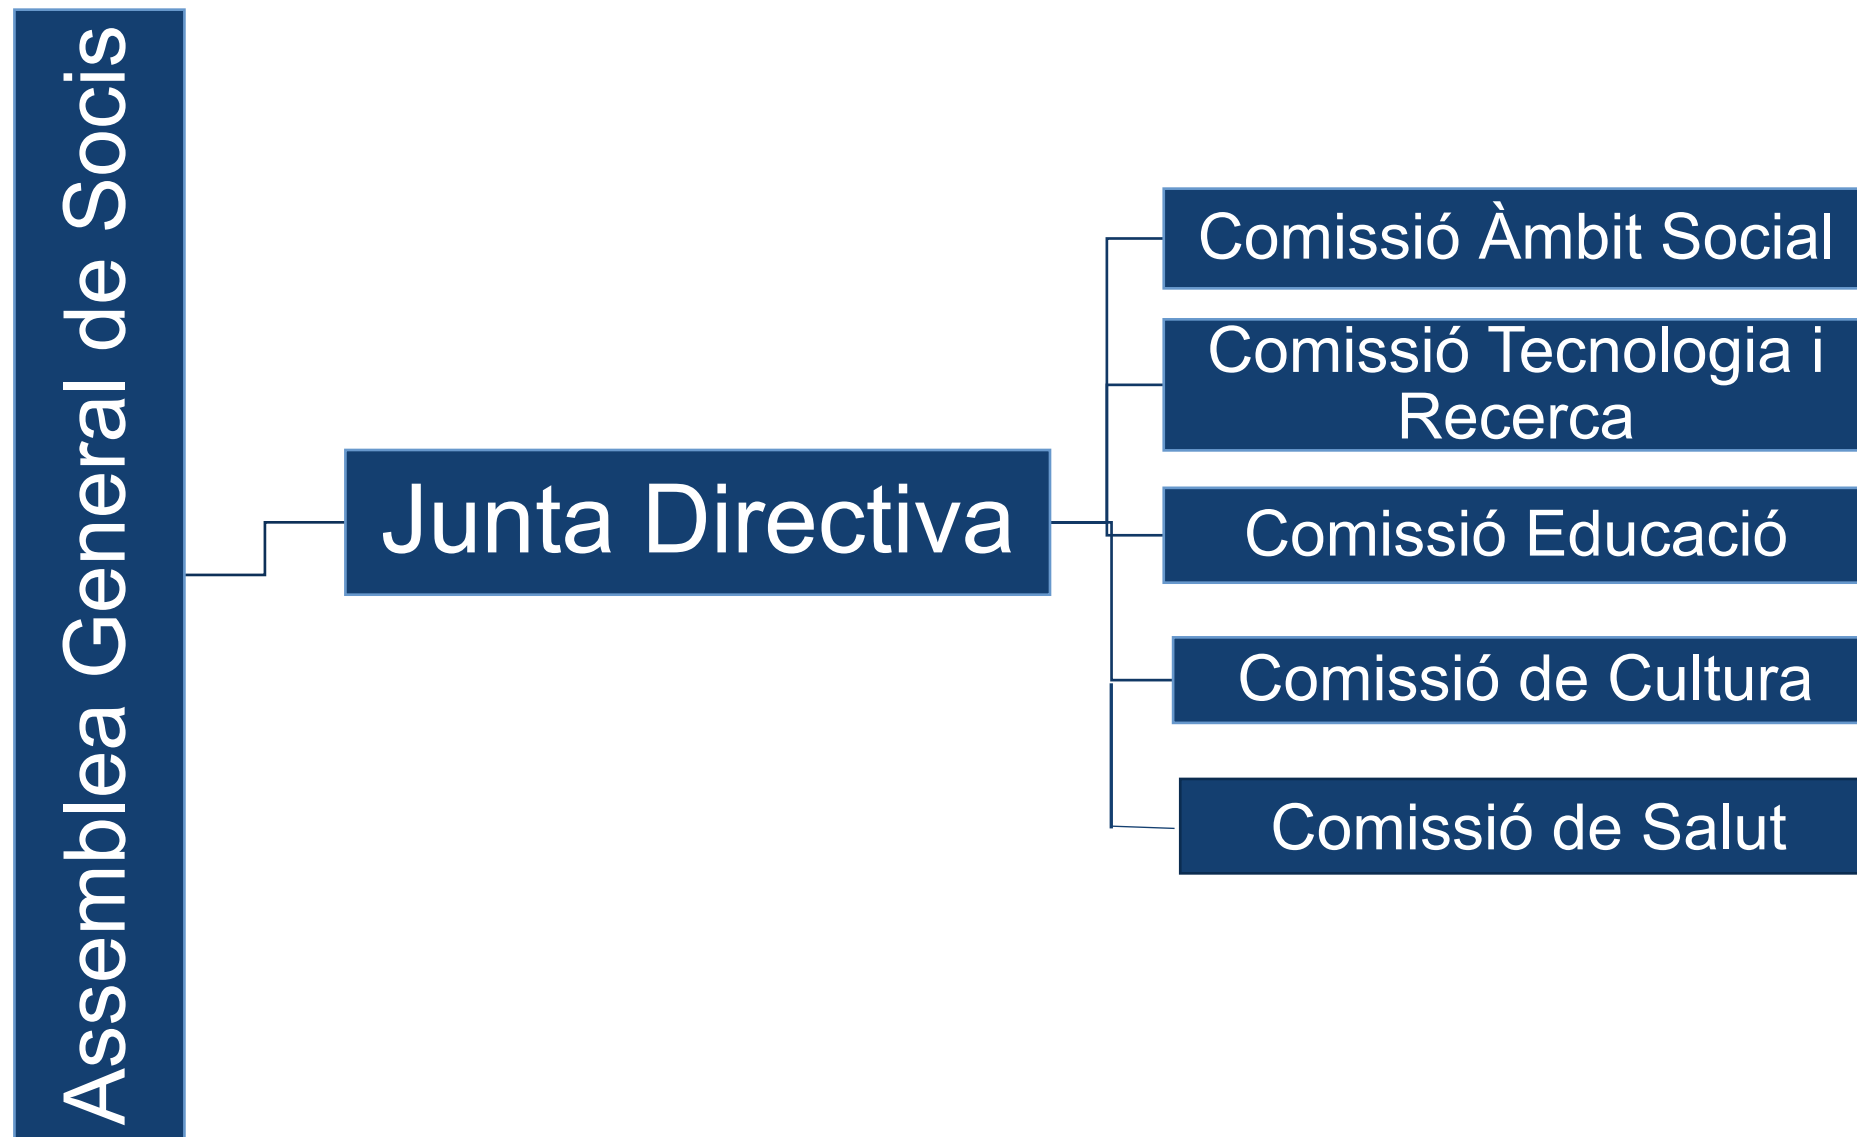 Assemblea General de Socis
Junta Directiva
Comissió Àmbit Social
Comissió Tecnologia i
Recerca
Comissió Educació
Comissió de Cultura
Comissió de Salut